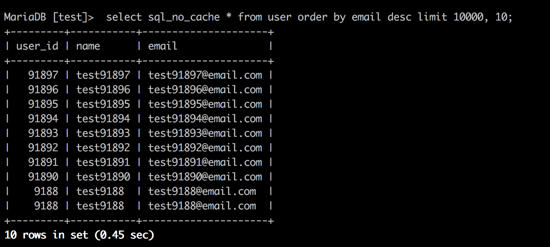 MariaDB [test]>  select sql_no_cache * from user order by email desc limit 10000, 10;
+---------+-----------+---------------------+
| user_id | name      | email               |
+---------+-----------+---------------------+
|   91897 | test91897 | test91897@email.com |
|   91896 | test91896 | test91896@email.com |
|   91895 | test91895 | test91895@email.com |
|   91894 | test91894 | test91894@email.com |
|   91893 | test91893 | test91893@email.com |
|   91892 | test91892 | test91892@email.com |
|   91891 | test91891 | test91891@email.com |
|   91890 | test91890 | test91890@email.com |
|    9188 | test9188  | test9188@email.com  |
|    9188 | test9188  | test9188@email.com  |
+---------+-----------+---------------------+
10 rows in set (0.45 sec)